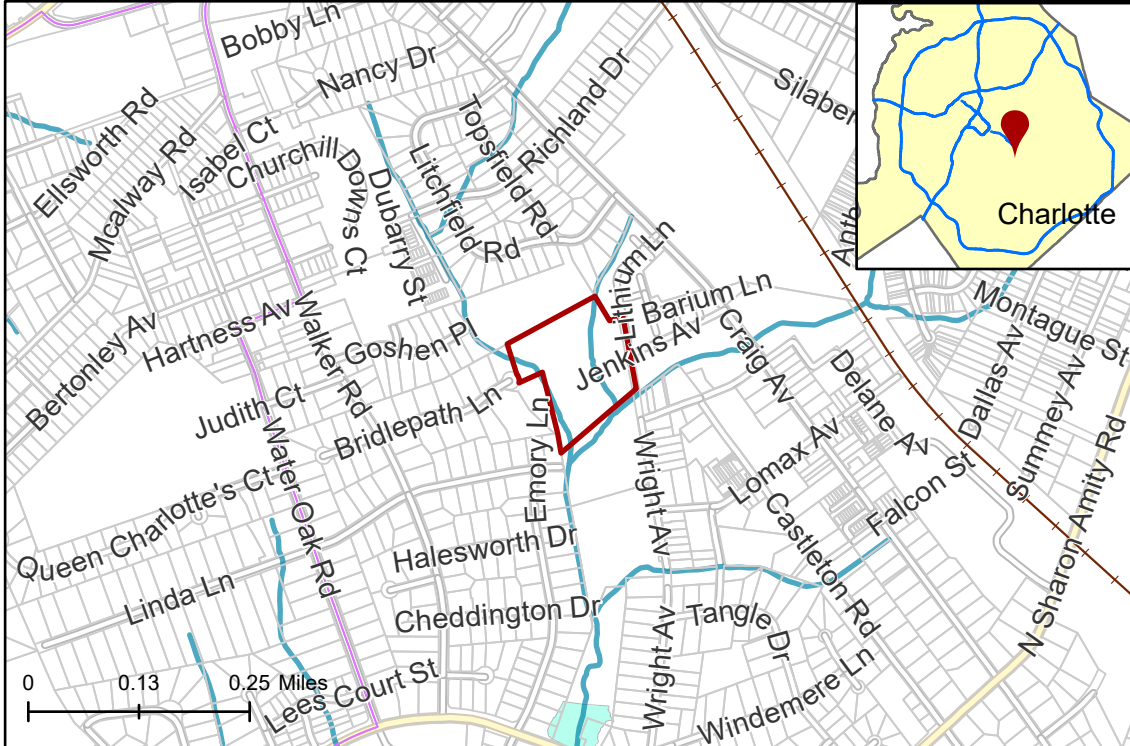 Bobby Ln
Nancy Dr
Silaber
Ellsworth Rd
Mcalway Rd
Isabel Ct
Churchill
Downs Ct
Topsfield Rd
Richland Dr
Litchfield
Rd
Dubarry St
Charlotte
Antb
Lithium Ln
Barium Ln
Montague St
Bertonley Av
Hartness Av
Walker Rd
Goshen Pl
Jenkins Av
Craig Av
Delane Av
Dallas Av
Summey Av
Judith Ct
Bridlepath Ln
Emory Ln
Wright Av
Lomax Av
Falcon St
N Sharon Amity Rd
Queen Charlotte's Ct
Water Oak Rd
Halesworth Dr
Castleton Rd
Linda Ln
Cheddington Dr
Wright Av
Tangle Dr
Windemere Ln
Lees Court St
0 0.13 0.25 Miles